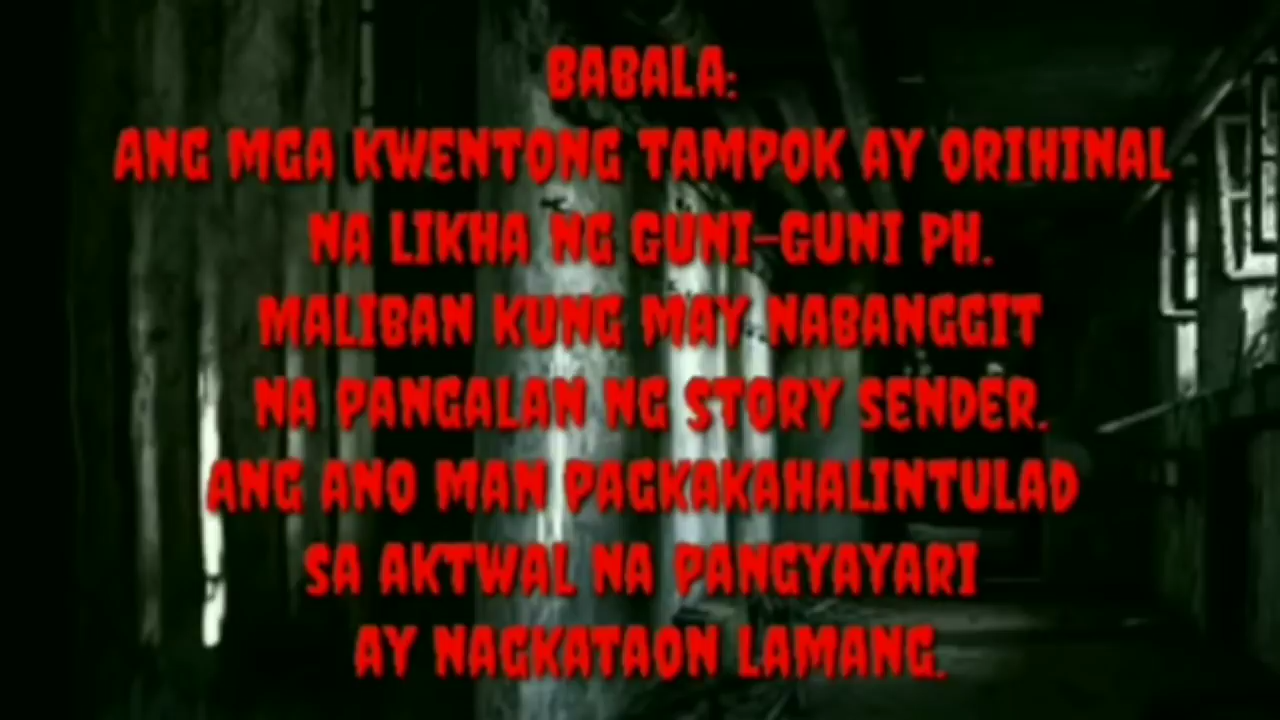 BABALA:
ANG MGA KWENTONG TAMPOK AY ORIHINAL
NA LIKHA NG GUNI-GUNI PH.
MALIBAN KUNG MAY NABANGGIT
NA PANGALAN NG STORY SENDER.
ANG ANO MAN PAGKAKAHALINTULAD
SA AKTWAL NA PANGYAYARI
AY NAGKATAON LAMANG.